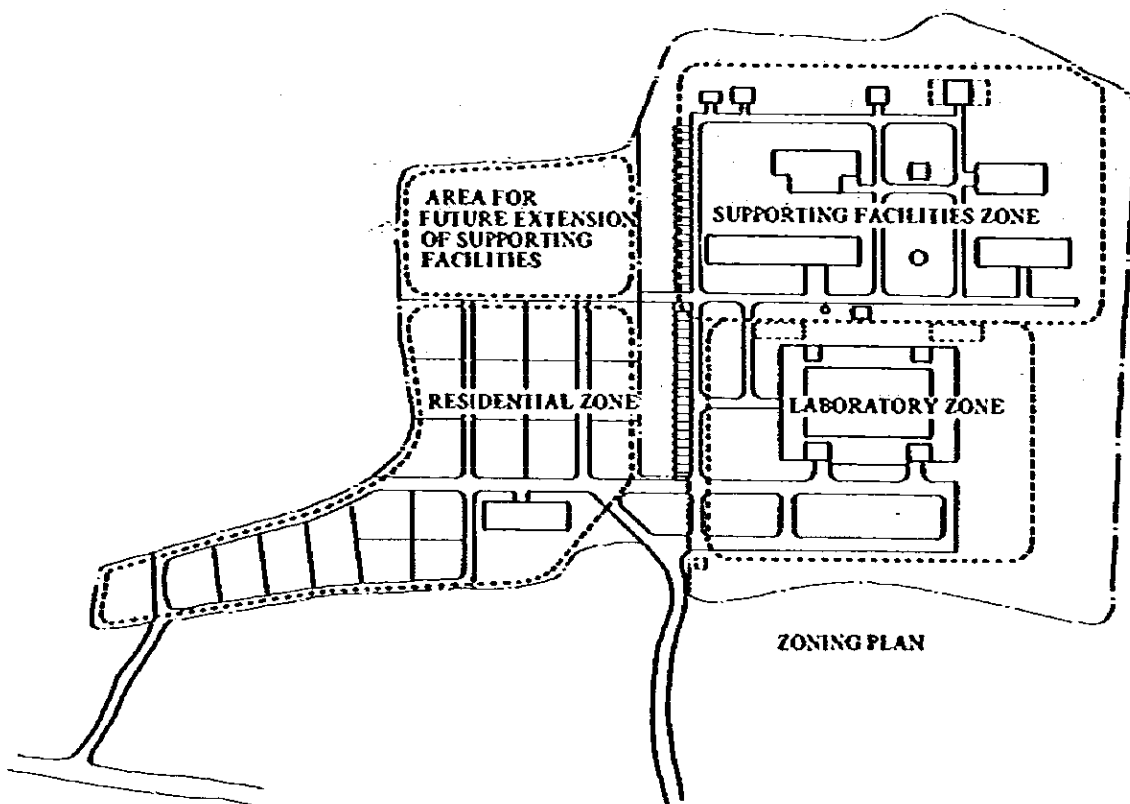 AREA FOR
FUTURE EXTENSION
OF SUPPORTING
FACILITIES
SUPPORTING FACILITIES ZONE
RESIDENTIAL ZONE
LABORATORY ZONE
ZONING PLAN